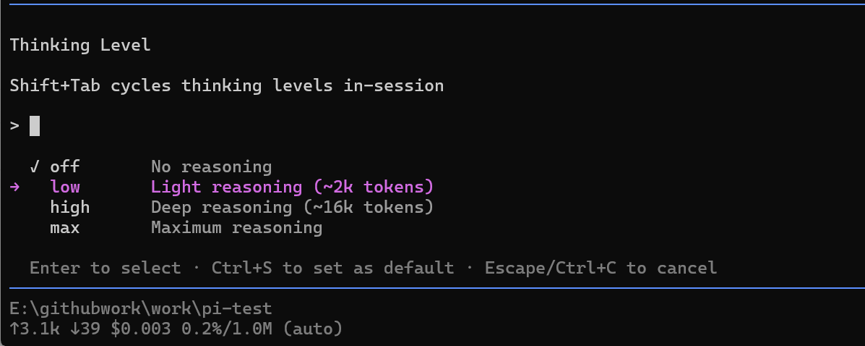 Thinking Level
Shift+Tab cycles thinking levels in-session
>
✓ off No reasoning
→ low Light reasoning (~2k tokens)
high Deep reasoning (~16k tokens)
max Maximum reasoning
Enter to select · Ctrl+S to set as default · Escape/Ctrl+C to cancel
E:\githubwork\work\pi-test
↑3.1k ↓39 $0.003 0.2%/1.0M (auto)